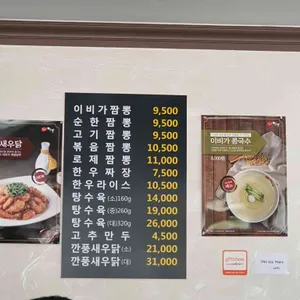 새우닭
이비가짬뽕 9,500
순한짬뽕 9,500
고기짬뽕 9,500
볶음짬뽕 10,500
로제짬뽕 11,000
한우짜장 7,500
한우라이스 10,500
탕수육(소)160g 14,000
탕수육(중)260g 19,000
탕수육(대)320g 26,000
고추만두 4,500
깐풍새우닭(소) 21,000
깐풍새우닭(대) 31,000
이비가 콩국수